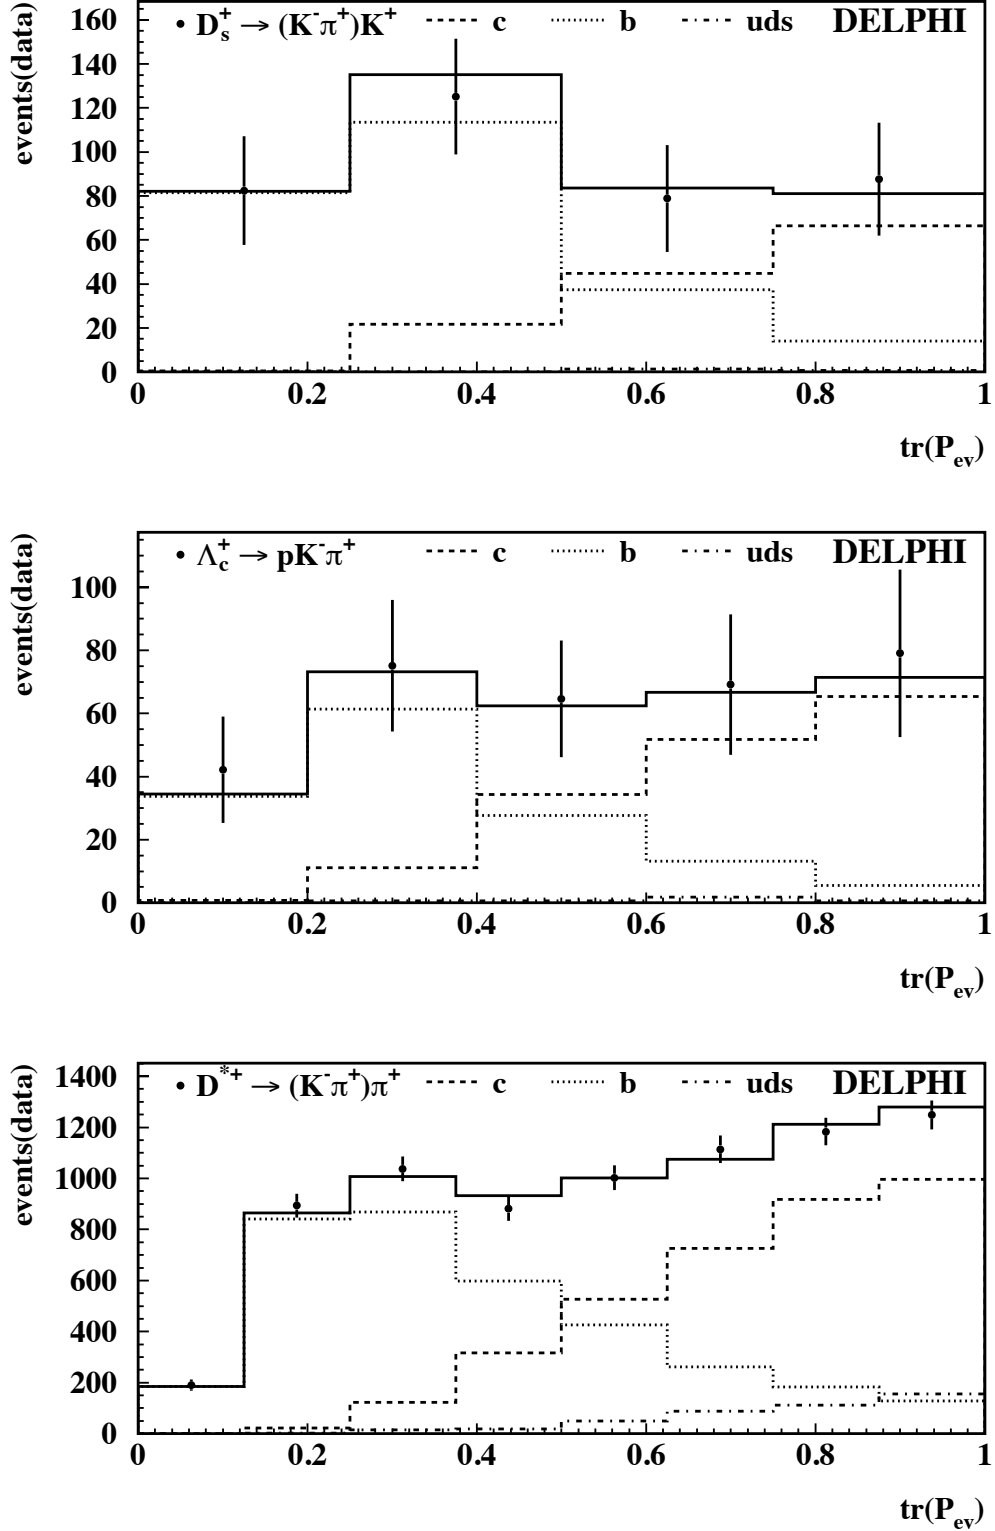 D_s^+ → (K^-π^+)K^+ c b uds DELPHI
events(data)
160
140
120
100
80
60
40
20
0
0 0.2 0.4 0.6 0.8 1
tr(P_ev)
Λ_c^+ → pK^-π^+ c b uds DELPHI
events(data)
100
80
60
40
20
0
0 0.2 0.4 0.6 0.8 1
tr(P_ev)
D^*+ → (K^-π^+)π^+ c b uds DELPHI
events(data)
1400
1200
1000
800
600
400
200
0
0 0.2 0.4 0.6 0.8 1
tr(P_ev)